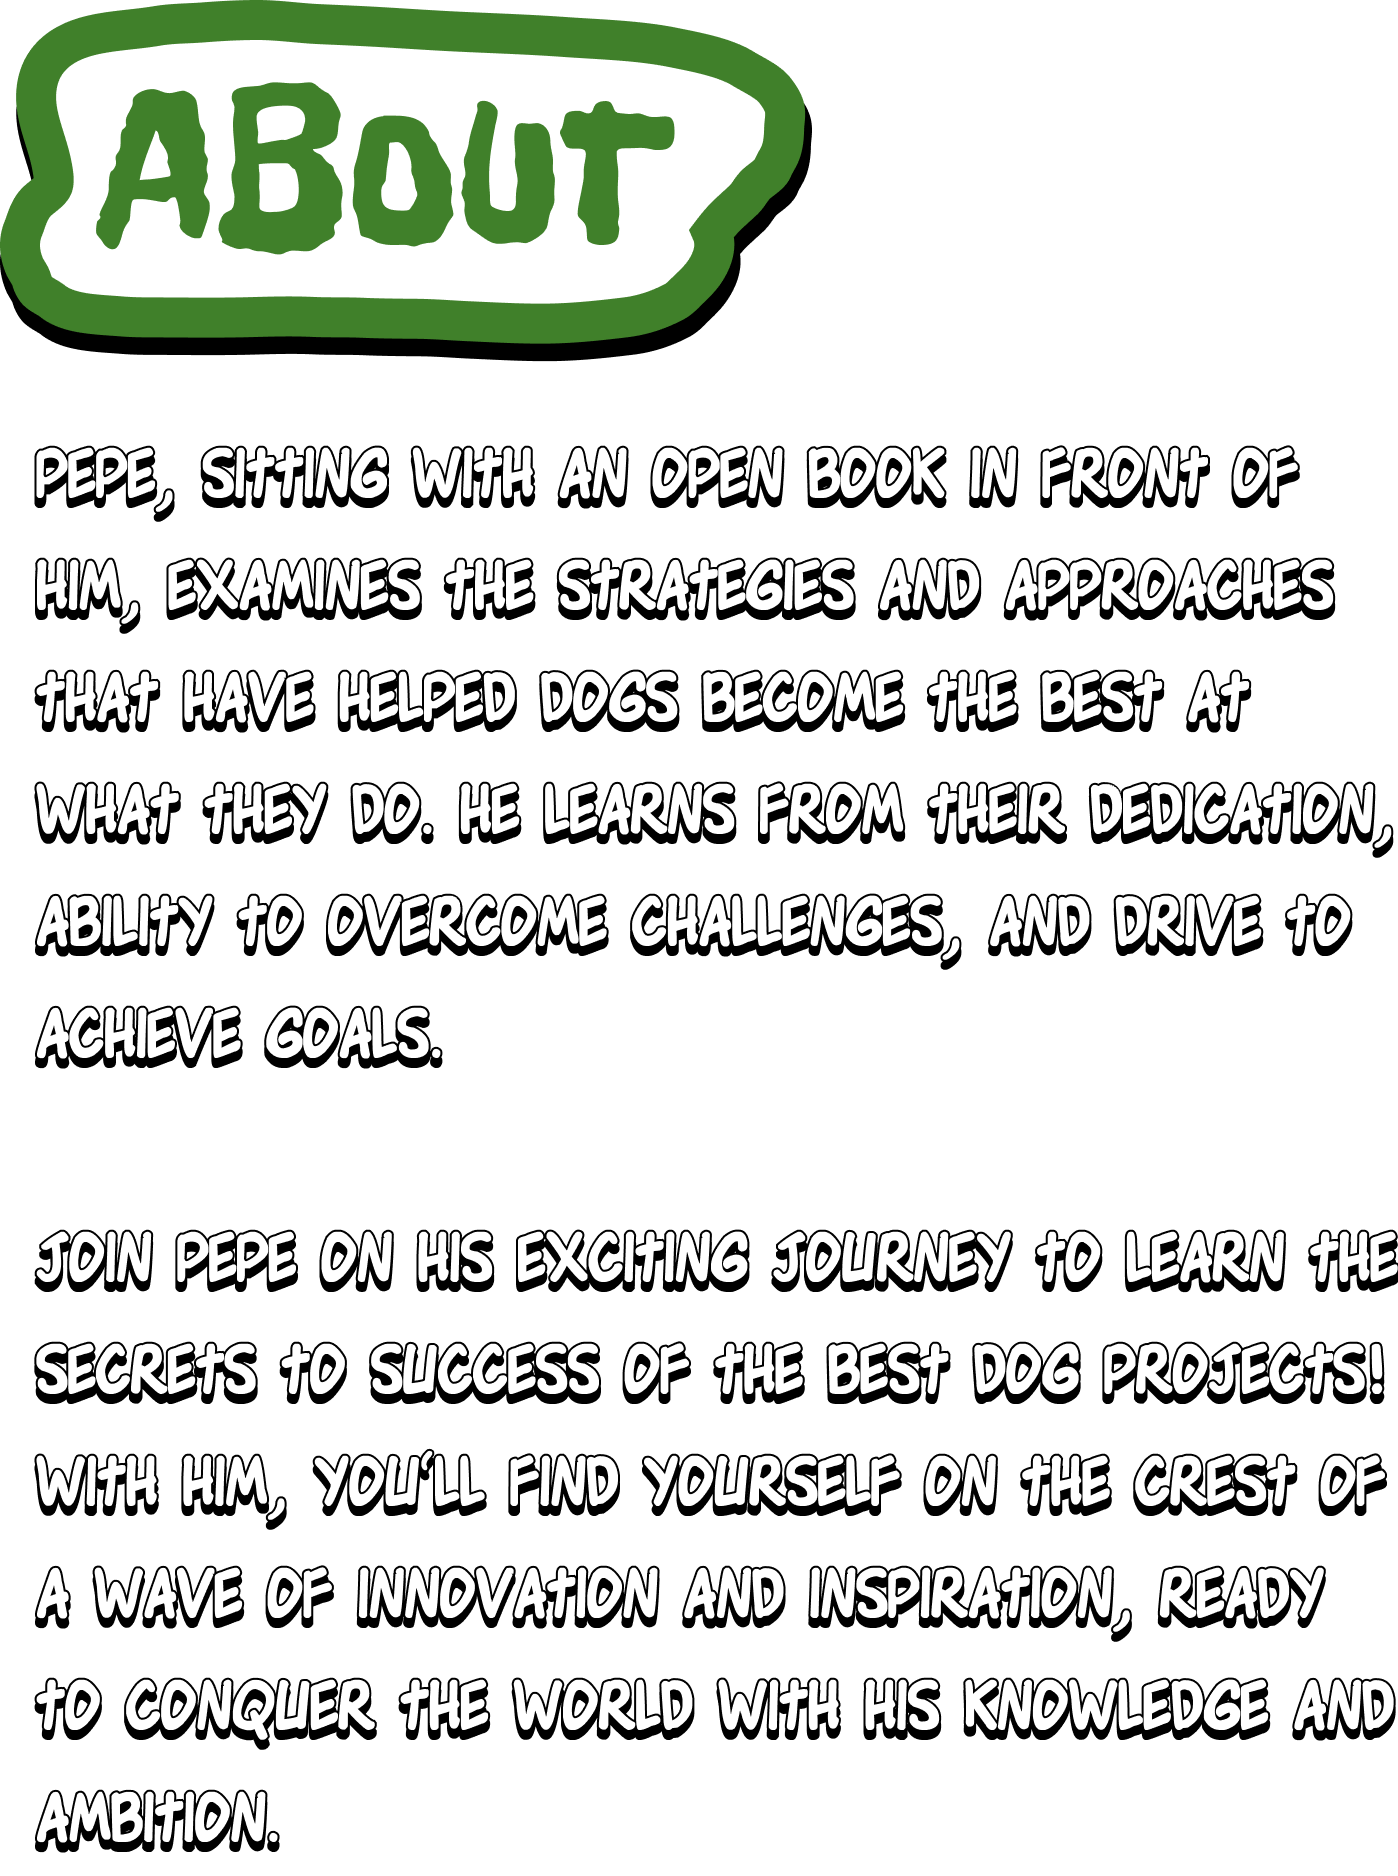 ABOUT
PEPE, SITTING WITH AN OPEN BOOK IN FRONT OF
HIM, EXAMINES THE STRATEGIES AND APPROACHES
THAT HAVE HELPED DOGS BECOME THE BEST AT
WHAT THEY DO. HE LEARNS FROM THEIR DEDICATION,
ABILITY TO OVERCOME CHALLENGES, AND DRIVE TO
ACHIEVE GOALS.
JOIN PEPE ON HIS EXCITING JOURNEY TO LEARN THE
SECRETS TO SUCCESS OF THE BEST DOG PROJECTS!
WITH HIM, YOU‘LL FIND YOURSELF ON THE CREST OF
A WAVE OF INNOVATION AND INSPIRATION, READY
TO CONQUER THE WORLD WITH HIS KNOWLEDGE AND
AMBITION.